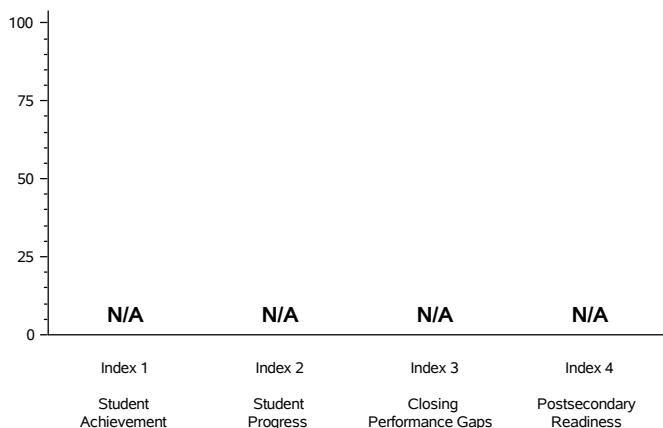 100
75
50
25
0
N/A N/A N/A N/A
Index 1 Index 2 Index 3 Index 4
Student Student Closing Postsecondary
Achievement Progress Performance Gaps Readiness